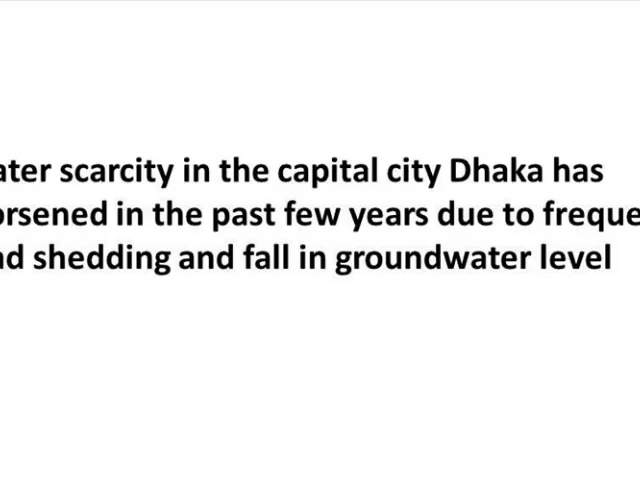 ater scarcity in the capital city Dhaka has
orsened in the past few years due to freque
nd shedding and fall in groundwater level